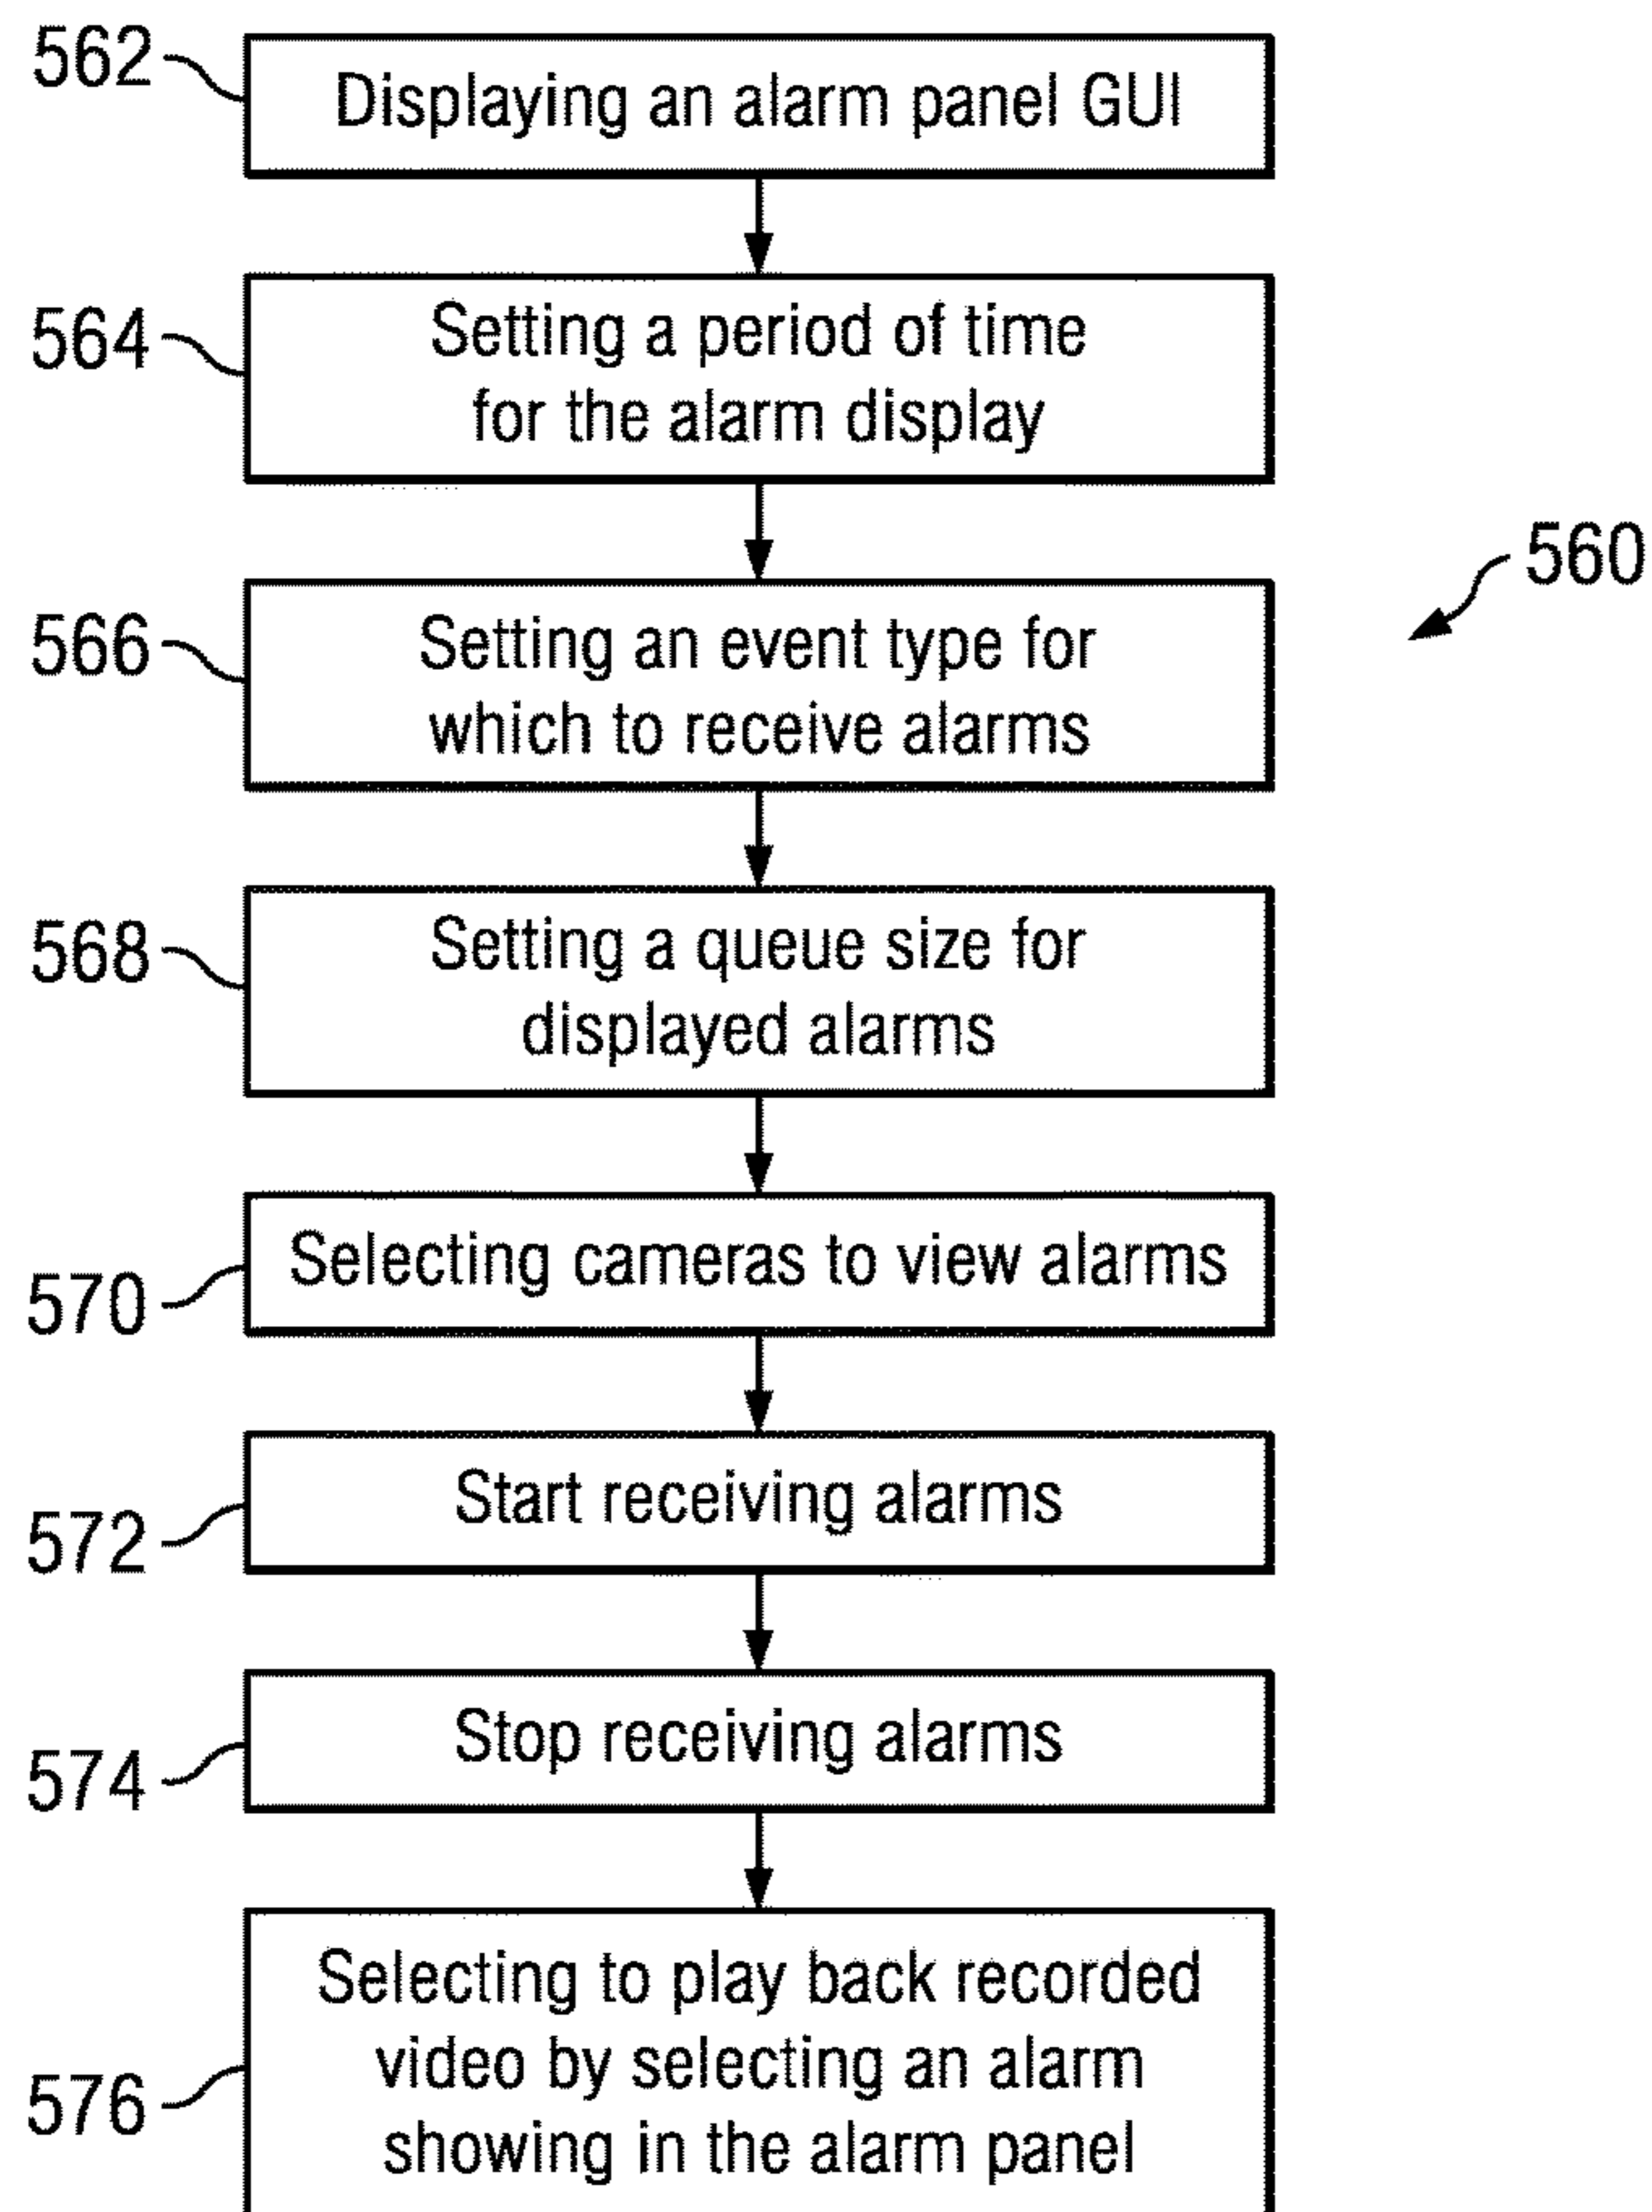 562
Displaying an alarm panel GUI
564
Setting a period of time
for the alarm display
560
566
Setting an event type for
which to receive alarms
568
Setting a queue size for
displayed alarms
570
Selecting cameras to view alarms
572
Start receiving alarms
574
Stop receiving alarms
576
Selecting to play back recorded
video by selecting an alarm
showing in the alarm panel